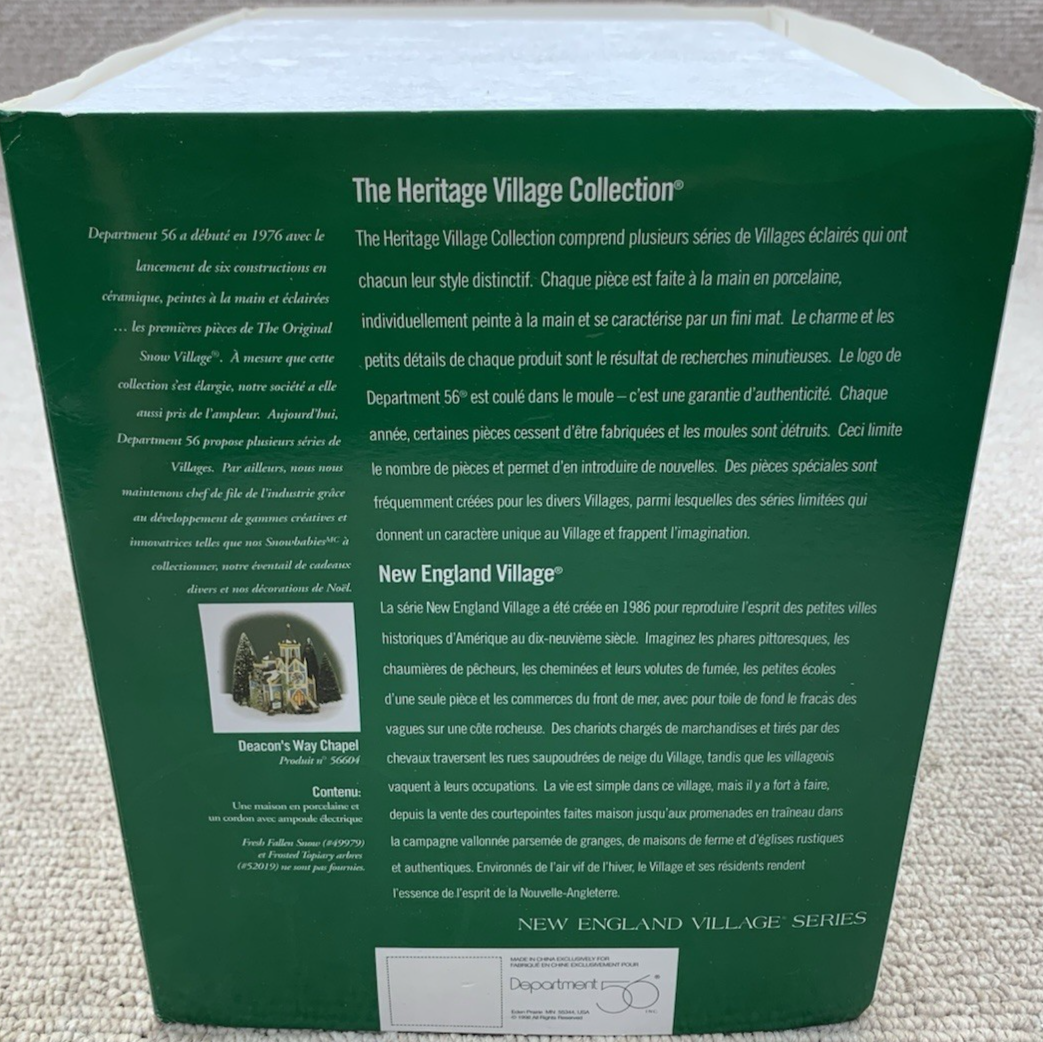 The Heritage Village Collection®
Department 56 a débuté en 1976 avec le
lancement de six constructions en
céramique, peintes à la main et éclairées
… les premières pièces de The Original
Snow Village®. À mesure que cette
collection s'est élargie, notre société a elle
aussi pris de l'ampleur. Aujourd'hui,
Department 56 propose plusieurs séries de
Villages. Par ailleurs, nous nous
maintenons chef de file de l'industrie grâce
au développement de gammes créatives et
innovatrices telles que nos Snowbabiesᴹᶜ à
collectionner, notre éventail de cadeaux
divers et nos décorations de Noël.
The Heritage Village Collection comprend plusieurs séries de Villages éclairés qui ont
chacun leur style distinctif. Chaque pièce est faite à la main en porcelaine,
individuellement peinte à la main et se caractérise par un fini mat. Le charme et les
petits détails de chaque produit sont le résultat de recherches minutieuses. Le logo de
Department 56® est coulé dans le moule – c'est une garantie d'authenticité. Chaque
année, certaines pièces cessent d'être fabriquées et les moules sont détruits. Ceci limite
le nombre de pièces et permet d'en introduire de nouvelles. Des pièces spéciales sont
fréquemment créées pour les divers Villages, parmi lesquelles des séries limitées qui
donnent un caractère unique au Village et frappent l'imagination.
New England Village®
La série New England Village a été créée en 1986 pour reproduire l'esprit des petites villes
historiques d'Amérique au dix-neuvième siècle. Imaginez les phares pittoresques, les
chaumières de pêcheurs, les cheminées et leurs volutes de fumée, les petites écoles
d'une seule pièce et les commerces du front de mer, avec pour toile de fond le fracas des
vagues sur une côte rocheuse. Des chariots chargés de marchandises et tirés par des
chevaux traversent les rues saupoudrées de neige du Village, tandis que les villageois
vaquent à leurs occupations. La vie est simple dans ce village, mais il y a fort à faire,
depuis la vente des courtepointes faites maison jusqu'aux promenades en traîneau dans
la campagne vallonnée parsemée de granges, de maisons de ferme et d'églises rustiques
et authentiques. Environnés de l'air vif de l'hiver, le Village et ses résidents rendent
l'essence de l'esprit de la Nouvelle-Angleterre.
Deacon's Way Chapel
Produit n° 56604
Contenu:
Une maison en porcelaine et
un cordon avec ampoule électrique
Fresh Fallen Snow (#49979)
et Frosted Topiary arbres
(#52019) ne sont pas fournies.
NEW ENGLAND VILLAGE® SERIES
MADE IN CHINA EXCLUSIVELY FOR
FABRIQUÉ EN CHINE EXCLUSIVEMENT POUR
Department 56®
INC.
Eden Prairie, MN 55344, USA
© 1998 All Rights Reserved